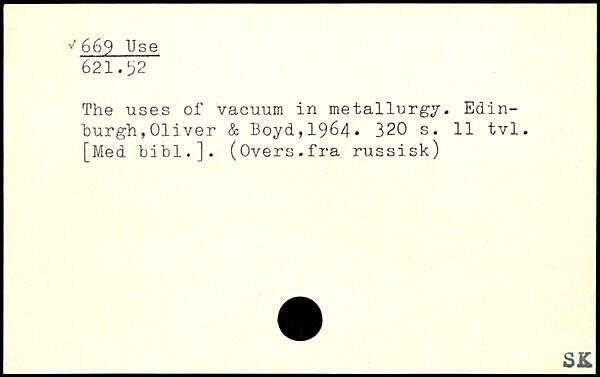 √ 669 Use
621.52
The uses of vacuum in metallurgy. Edin-
burgh,Oliver & Boyd,1964. 320 s. 11 tvl.
[Med bibl.]. (Overs.fra russisk)
SK